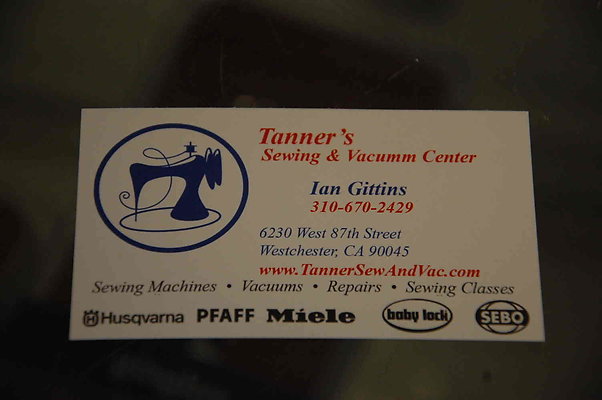 Tanner's
Sewing & Vacumm Center
Ian Gittins
310-670-2429
6230 West 87th Street
Westchester, CA 90045
www.TannerSewAndVac.com
Sewing Machines • Vacuums • Repairs • Sewing Classes
Husqvarna PFAFF Miele baby lock SEBO